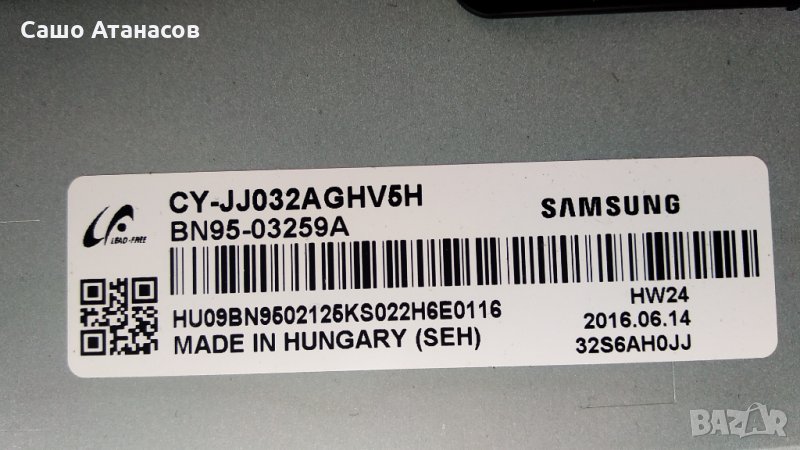 Сашо Атанасов
CY-JJ032AGHV5H
SAMSUNG
BN95-03259A
LEAD-FREE
HU09BN9502125KS022H6E0116
HW24
2016.06.14
MADE IN HUNGARY (SEH)
32S6AH0JJ
BAZAR